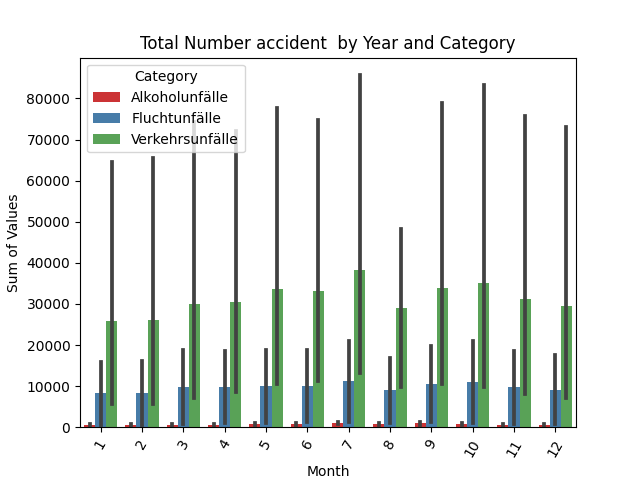 Total Number accident  by Year and Category
Category
Alkoholunfälle
Fluchtunfälle
Verkehrsunfälle
Sum of Values
80000
70000
60000
50000
40000
30000
20000
10000
0
1 2 3 4 5 6 7 8 9 10 11 12
Month